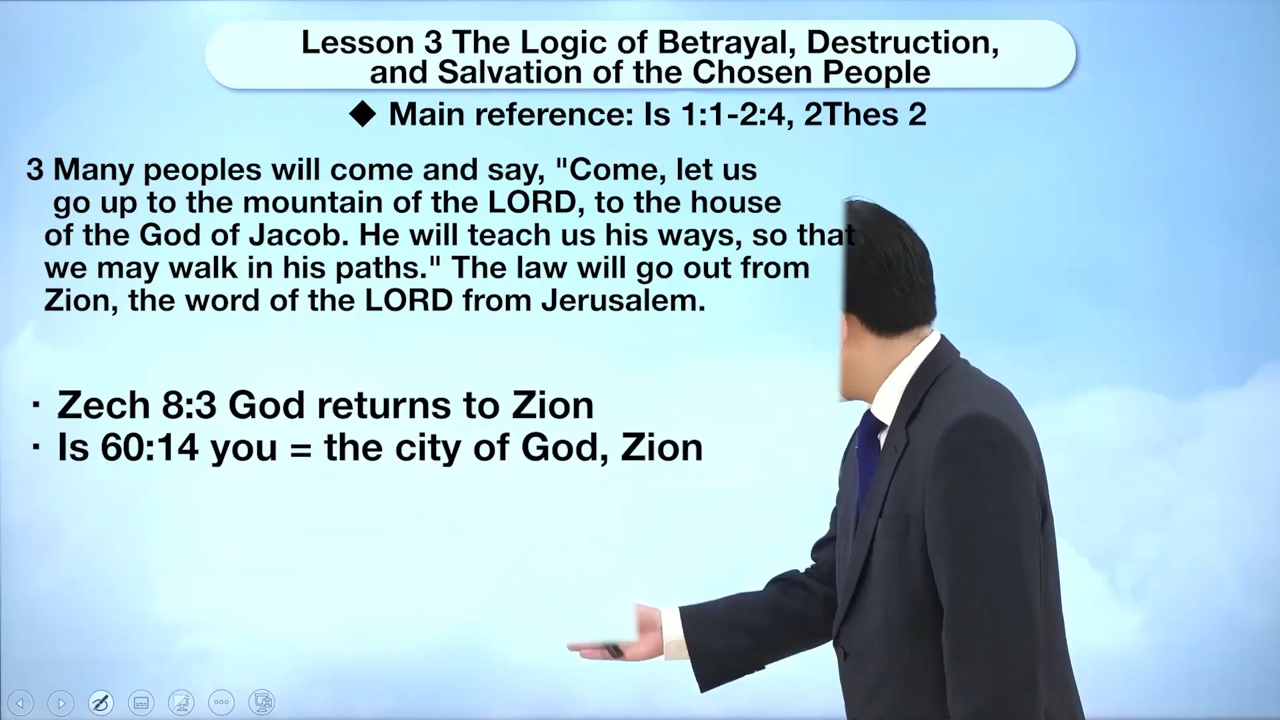 Lesson 3 The Logic of Betrayal, Destruction,
and Salvation of the Chosen People
◆ Main reference: Is 1:1-2:4, 2Thes 2
3 Many peoples will come and say, "Come, let us
go up to the mountain of the LORD, to the house
of the God of Jacob. He will teach us his ways, so that
we may walk in his paths." The law will go out from
Zion, the word of the LORD from Jerusalem.
· Zech 8:3 God returns to Zion
· Is 60:14 you = the city of God, Zion